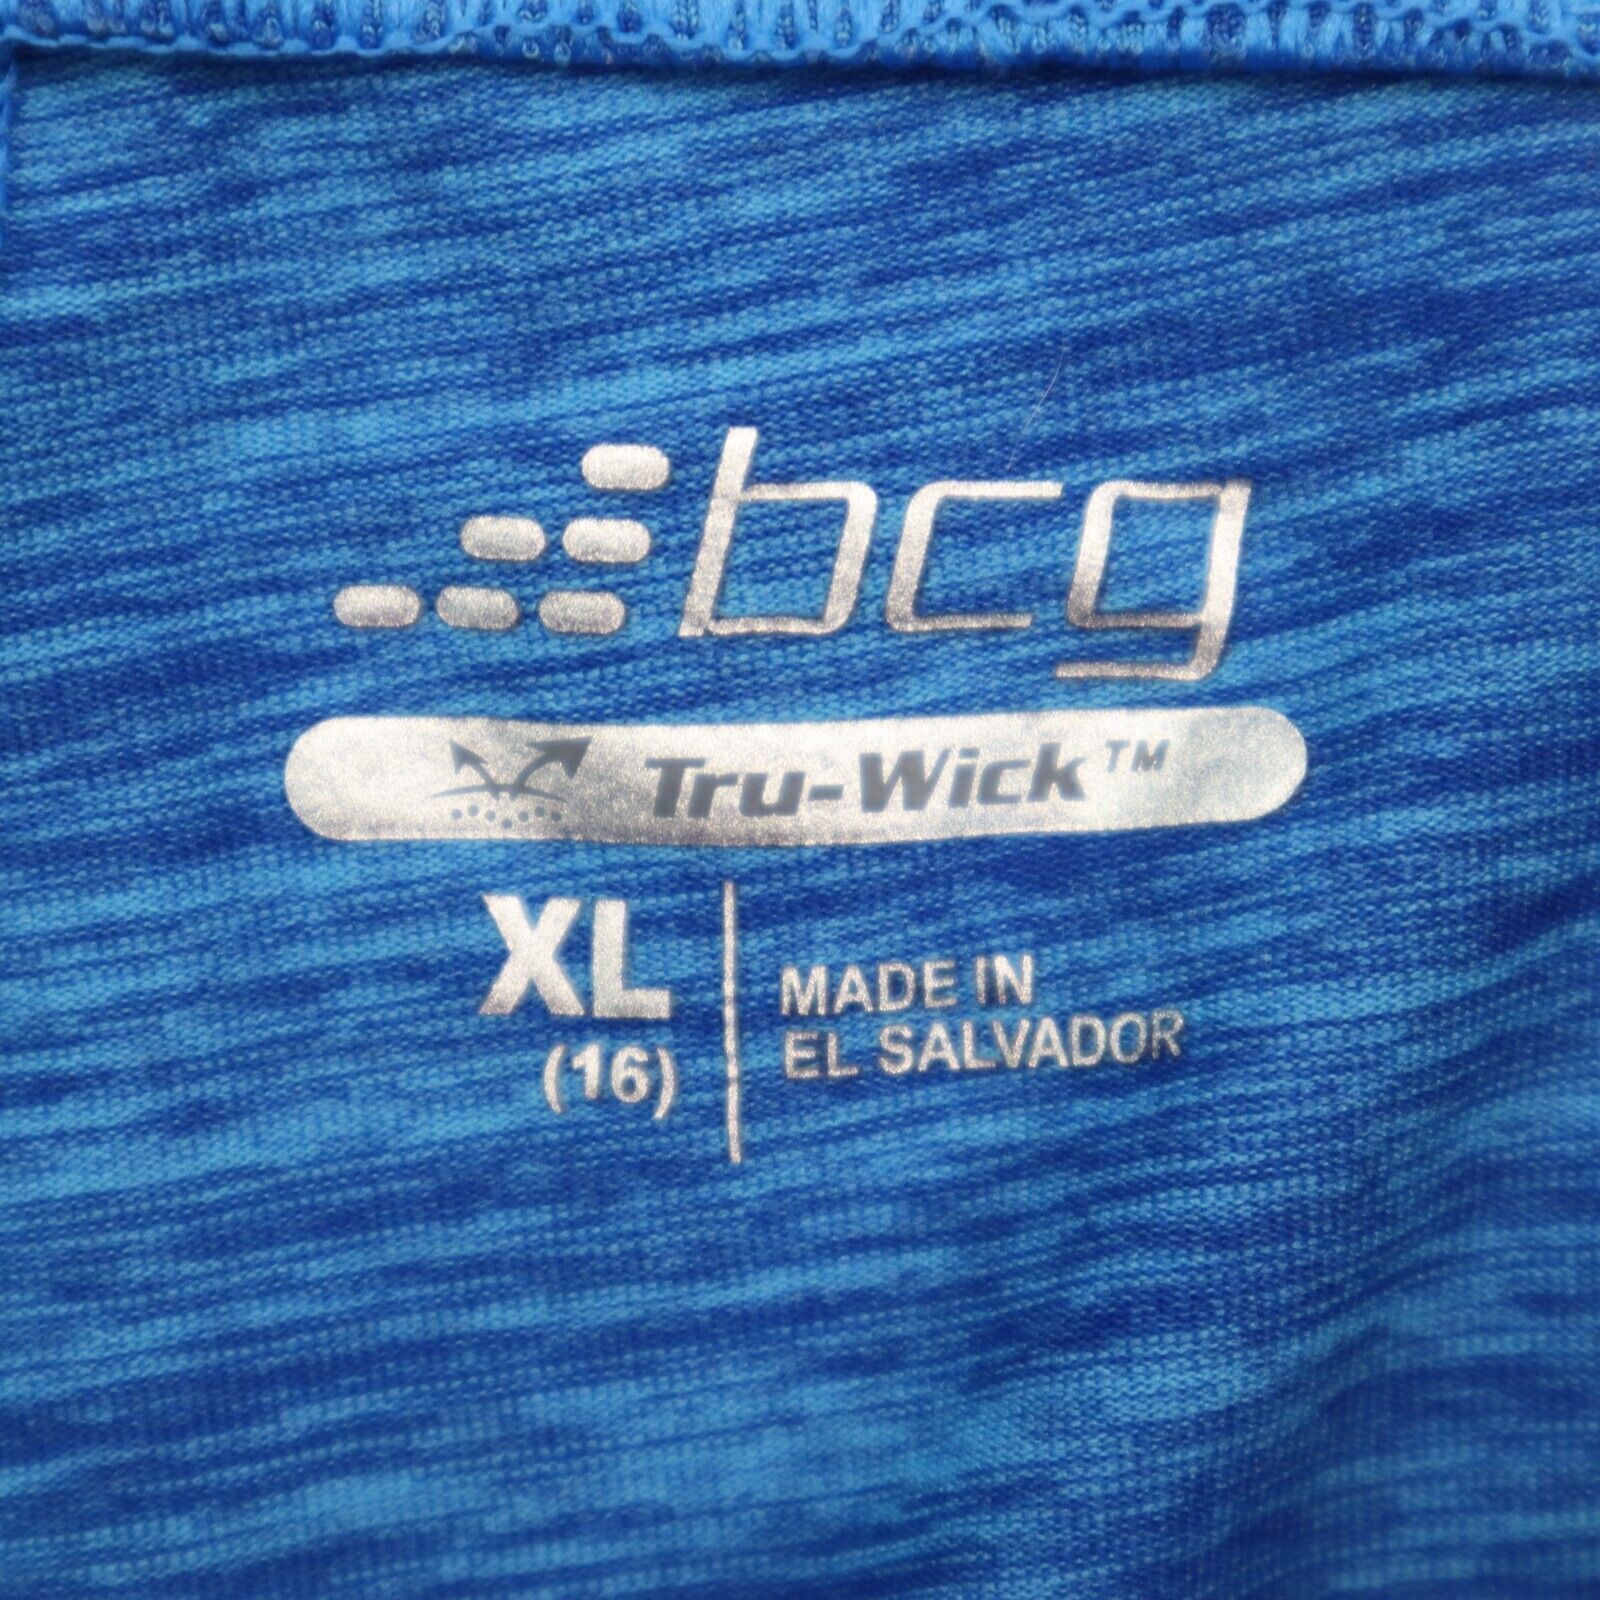 bcg
Tru-Wick™
XL
(16)
MADE IN
EL SALVADOR